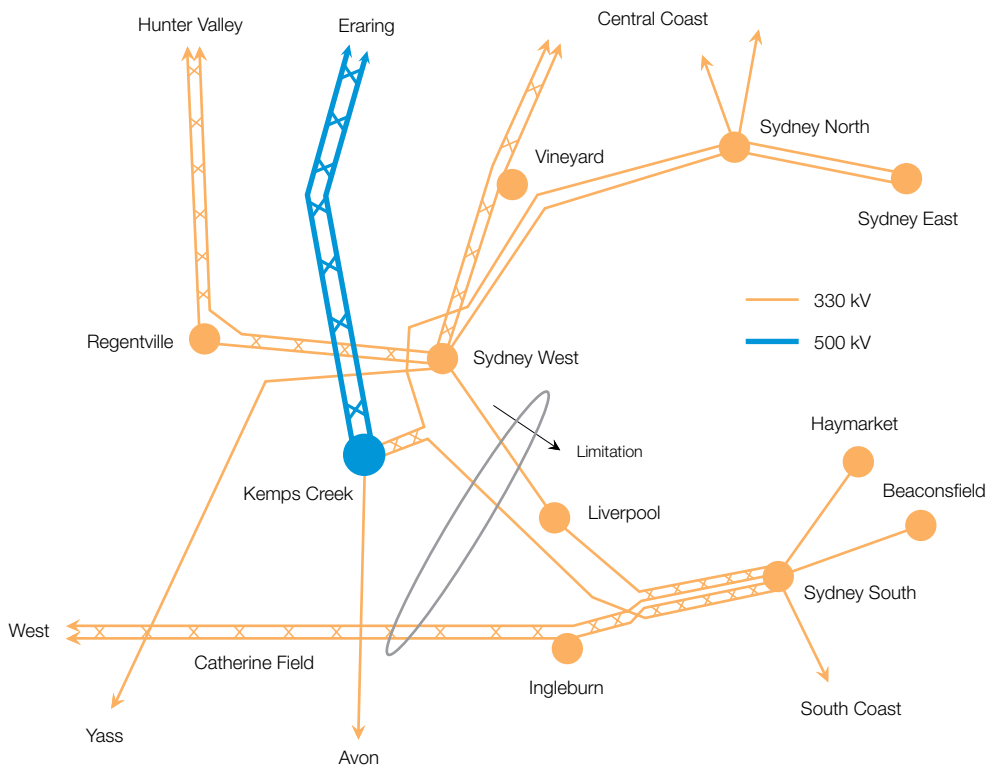 Hunter Valley
Eraring
Central Coast
Sydney North
Vineyard
Sydney East
330 kV
Regentville
500 kV
Sydney West
Haymarket
Limitation
Beaconsfield
Kemps Creek
Liverpool
Sydney South
West
Catherine Field
Ingleburn
South Coast
Yass
Avon